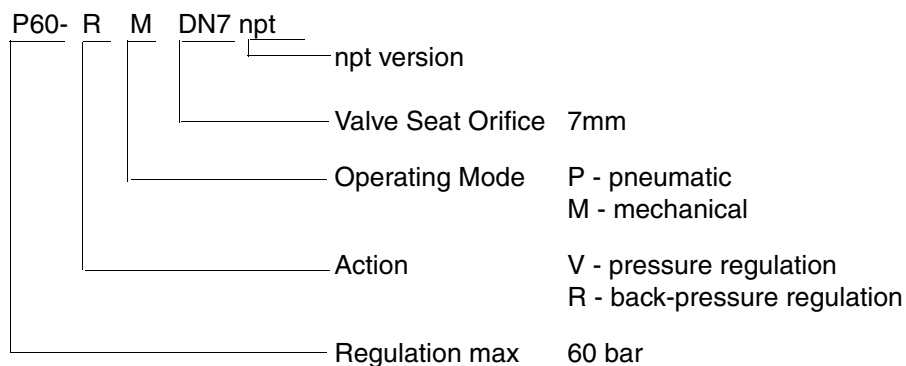 P60- R M DN7 npt
npt version
Valve Seat Orifice 7mm
Operating Mode P - pneumatic
M - mechanical
Action V - pressure regulation
R - back-pressure regulation
Regulation max 60 bar